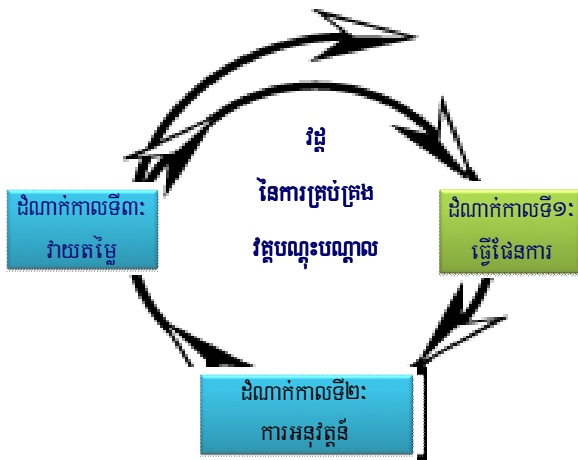 វដ្ត
នៃការគ្រប់គ្រង
វគ្គបណ្តុះបណ្តាល
ដំណាក់កាលទី៣:
វាយតម្លៃ
ដំណាក់កាលទី១:
ធ្វើផែនការ
ដំណាក់កាលទី២:
ការអនុវត្តន៍